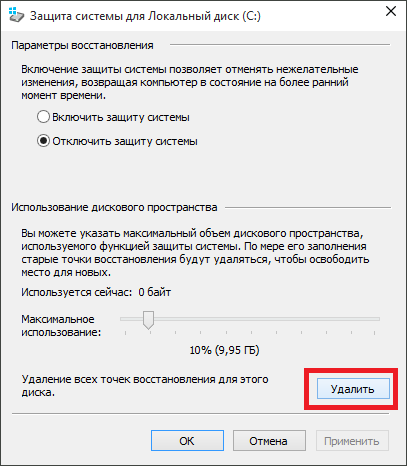 Защита системы для Локальный диск (C:)
Параметры восстановления
Включение защиты системы позволяет отменять нежелательные
изменения, возвращая компьютер в состояние на более ранний
момент времени.
Включить защиту системы
Отключить защиту системы
Использование дискового пространства
Вы можете указать максимальный объем дискового пространства,
используемого функцией защиты системы. По мере его заполнения
старые точки восстановления будут удаляться, чтобы освободить
место для новых.
Используется сейчас: 0 байт
Максимальное
использование:
10% (9,95 ГБ)
Удаление всех точек восстановления для этого
диска.
Удалить
ОК
Отмена
Применить